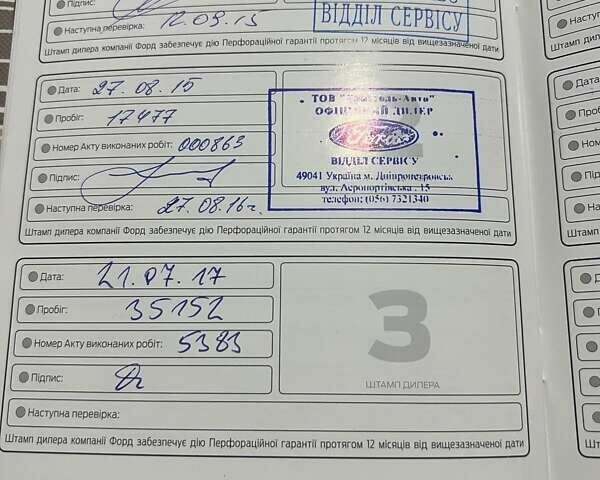 Підпис:
Наступна перевірка: 12.09.15
ВІДДІЛ СЕРВІСУ
Штамп дилера компанії Форд забезпечує дію Перфораційної гарантії протягом 12 місяців від вищезазначеної дати
Дата: 27.08.15
Пробіг: 17477
Номер Акту виконаних робіт: 000863
Підпис:
Наступна перевірка: 27.08.16г.
ТОВ
ОФІЦІЙНИЙ ДИЛЕР
ВІДДІЛ СЕРВІСУ
49041 Україна м. Дніпропетровськ
вул. Аеропортівська . 15
телефон: (056) 7321340
Штамп дилера компанії Форд забезпечує дію Перфораційної гарантії протягом 12 місяців від вищезазначеної дати
Дата: 21.07.17
Пробіг: 35152
Номер Акту виконаних робіт: 5383
Підпис:
Наступна перевірка:
3
ШТАМП ДИЛЕРА
Штамп дилера компанії Форд забезпечує дію Перфораційної гарантії протягом 12 місяців від вищезазначеної дати
Наступна
Штамп дил
Дата: